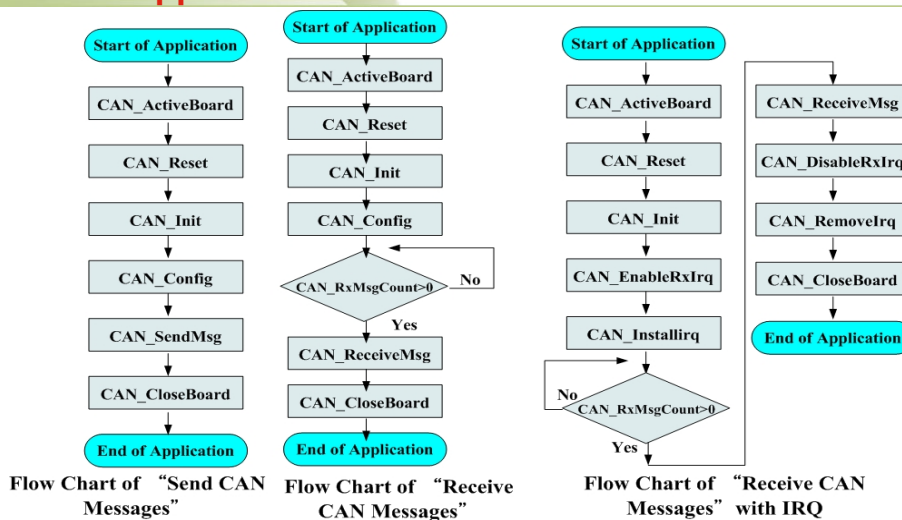 Start of Application
CAN_ActiveBoard
CAN_Reset
CAN_Init
CAN_Config
CAN_SendMsg
CAN_CloseBoard
End of Application
Flow Chart of “Send CAN
Messages”
Start of Application
CAN_ActiveBoard
CAN_Reset
CAN_Init
CAN_Config
CAN_RxMsgCount>0
No
Yes
CAN_ReceiveMsg
CAN_CloseBoard
End of Application
Flow Chart of “Receive
CAN Messages”
Start of Application
CAN_ActiveBoard
CAN_Reset
CAN_Init
CAN_EnableRxIrq
CAN_Installirq
No
CAN_RxMsgCount>0
Yes
CAN_ReceiveMsg
CAN_DisableRxIrq
CAN_RemoveIrq
CAN_CloseBoard
End of Application
Flow Chart of “Receive CAN
Messages” with IRQ